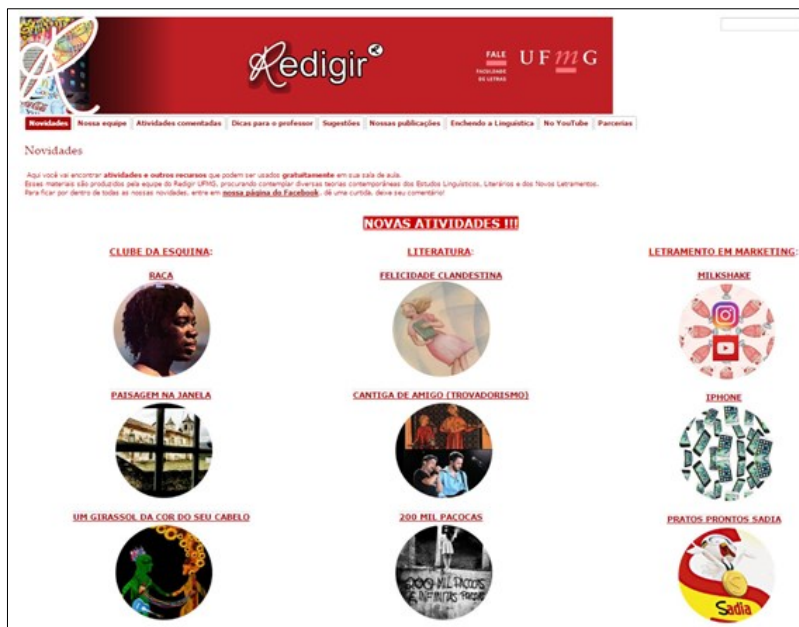 Redigir
FALE
FACULDADE
DE LETRAS
UFmG
Novidades Nossa equipe Atividades comentadas Dicas para o professor Sugestões Nossas publicações Enchendo a Linguística No YouTube Parcerias
Novidades
Aqui você vai encontrar atividades e outros recursos que podem ser usados gratuitamente em sua sala de aula.
Esses materiais são produzidos pela equipe do Redigir UFMG, procurando contemplar diversas teorias contemporâneas dos Estudos Linguísticos, Literários e dos Novos Letramentos.
Para ficar por dentro de todas as nossas novidades, entre em nossa página do Facebook, dê uma curtida, deixe seu comentário!
NOVAS ATIVIDADES !!!
CLUBE DA ESQUINA: LITERATURA: LETRAMENTO EM MARKETING:
RAÇA FELICIDADE CLANDESTINA MILKSHAKE
PAISAGEM NA JANELA CANTIGA DE AMIGO (TROVADORISMO) IPHONE
UM GIRASSOL DA COR DO SEU CABELO 200 MIL PAÇOCAS PRATOS PRONTOS SADIA
200 MIL PAÇOCAS
Sadia